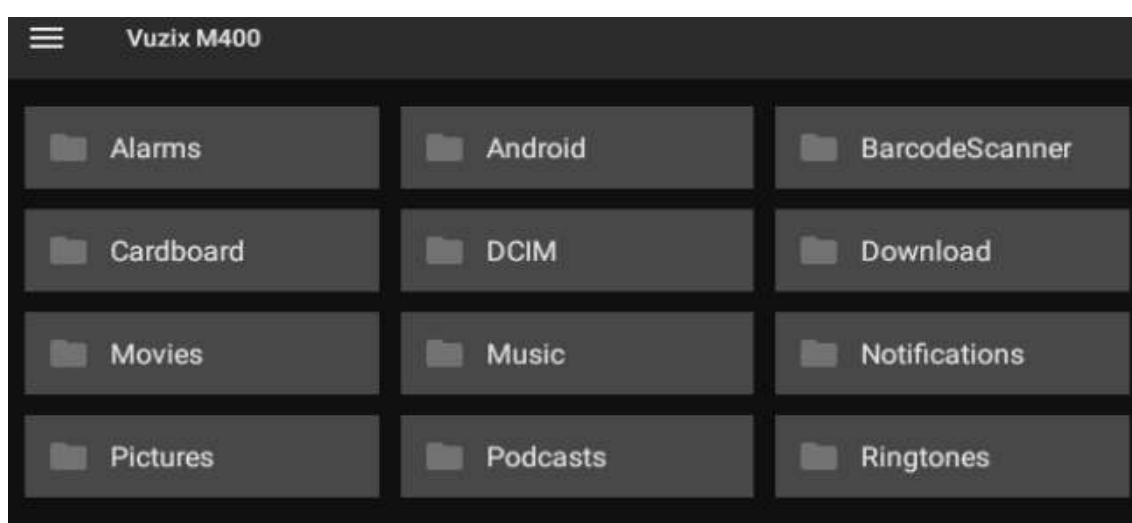 Vuzix M400
Alarms Android BarcodeScanner
Cardboard DCIM Download
Movies Music Notifications
Pictures Podcasts Ringtones